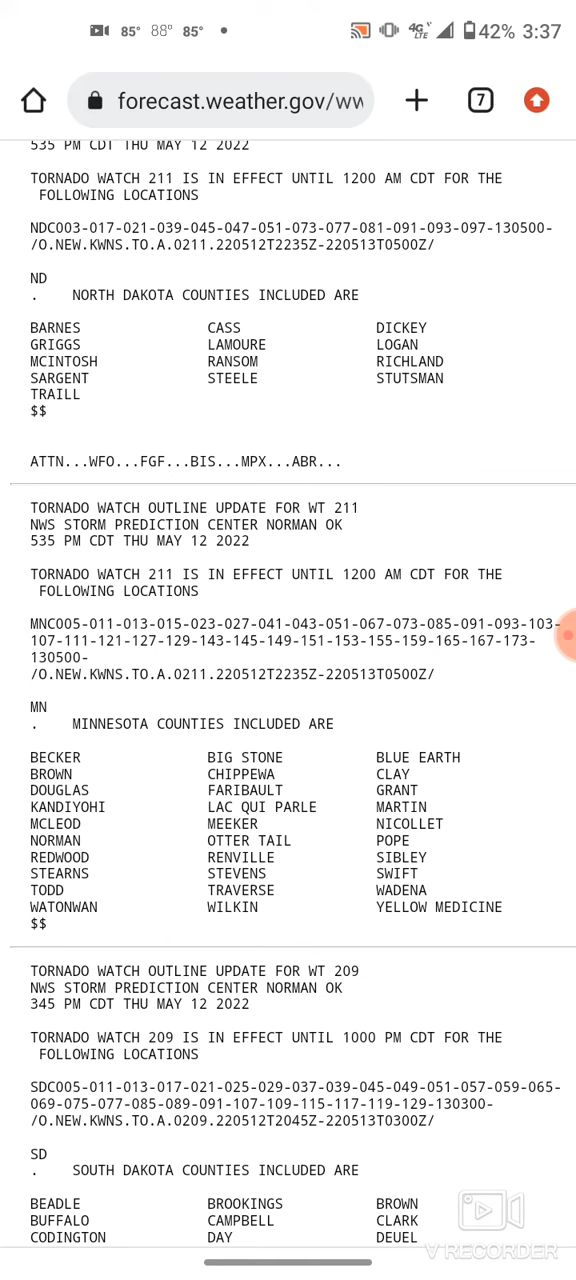 85° 88° 85° 4G LTE 42% 3:37
forecast.weather.gov/ww 7
535 PM CDT THU MAY 12 2022
TORNADO WATCH 211 IS IN EFFECT UNTIL 1200 AM CDT FOR THE
FOLLOWING LOCATIONS
NDC003-017-021-039-045-047-051-073-077-081-091-093-097-130500-
/O.NEW.KWNS.TO.A.0211.220512T2235Z-220513T0500Z/
ND
. NORTH DAKOTA COUNTIES INCLUDED ARE
BARNES CASS DICKEY
GRIGGS LAMOURE LOGAN
MCINTOSH RANSOM RICHLAND
SARGENT STEELE STUTSMAN
TRAILL
$$
ATTN...WFO...FGF...BIS...MPX...ABR...
TORNADO WATCH OUTLINE UPDATE FOR WT 211
NWS STORM PREDICTION CENTER NORMAN OK
535 PM CDT THU MAY 12 2022
TORNADO WATCH 211 IS IN EFFECT UNTIL 1200 AM CDT FOR THE
FOLLOWING LOCATIONS
MNC005-011-013-015-023-027-041-043-051-067-073-085-091-093-103-
107-111-121-127-129-143-145-149-151-153-155-159-165-167-173-
130500-
/O.NEW.KWNS.TO.A.0211.220512T2235Z-220513T0500Z/
MN
. MINNESOTA COUNTIES INCLUDED ARE
BECKER BIG STONE BLUE EARTH
BROWN CHIPPEWA CLAY
DOUGLAS FARIBAULT GRANT
KANDIYOHI LAC QUI PARLE MARTIN
MCLEOD MEEKER NICOLLET
NORMAN OTTER TAIL POPE
REDWOOD RENVILLE SIBLEY
STEARNS STEVENS SWIFT
TODD TRAVERSE WADENA
WATONWAN WILKIN YELLOW MEDICINE
$$
TORNADO WATCH OUTLINE UPDATE FOR WT 209
NWS STORM PREDICTION CENTER NORMAN OK
345 PM CDT THU MAY 12 2022
TORNADO WATCH 209 IS IN EFFECT UNTIL 1000 PM CDT FOR THE
FOLLOWING LOCATIONS
SDC005-011-013-017-021-025-029-037-039-045-049-051-057-059-065-
069-075-077-085-089-091-107-109-115-117-119-129-130300-
/O.NEW.KWNS.TO.A.0209.220512T2045Z-220513T0300Z/
SD
. SOUTH DAKOTA COUNTIES INCLUDED ARE
BEADLE BROOKINGS BROWN
BUFFALO CAMPBELL CLARK
CODINGTON DAY DEUEL
V RECORDER